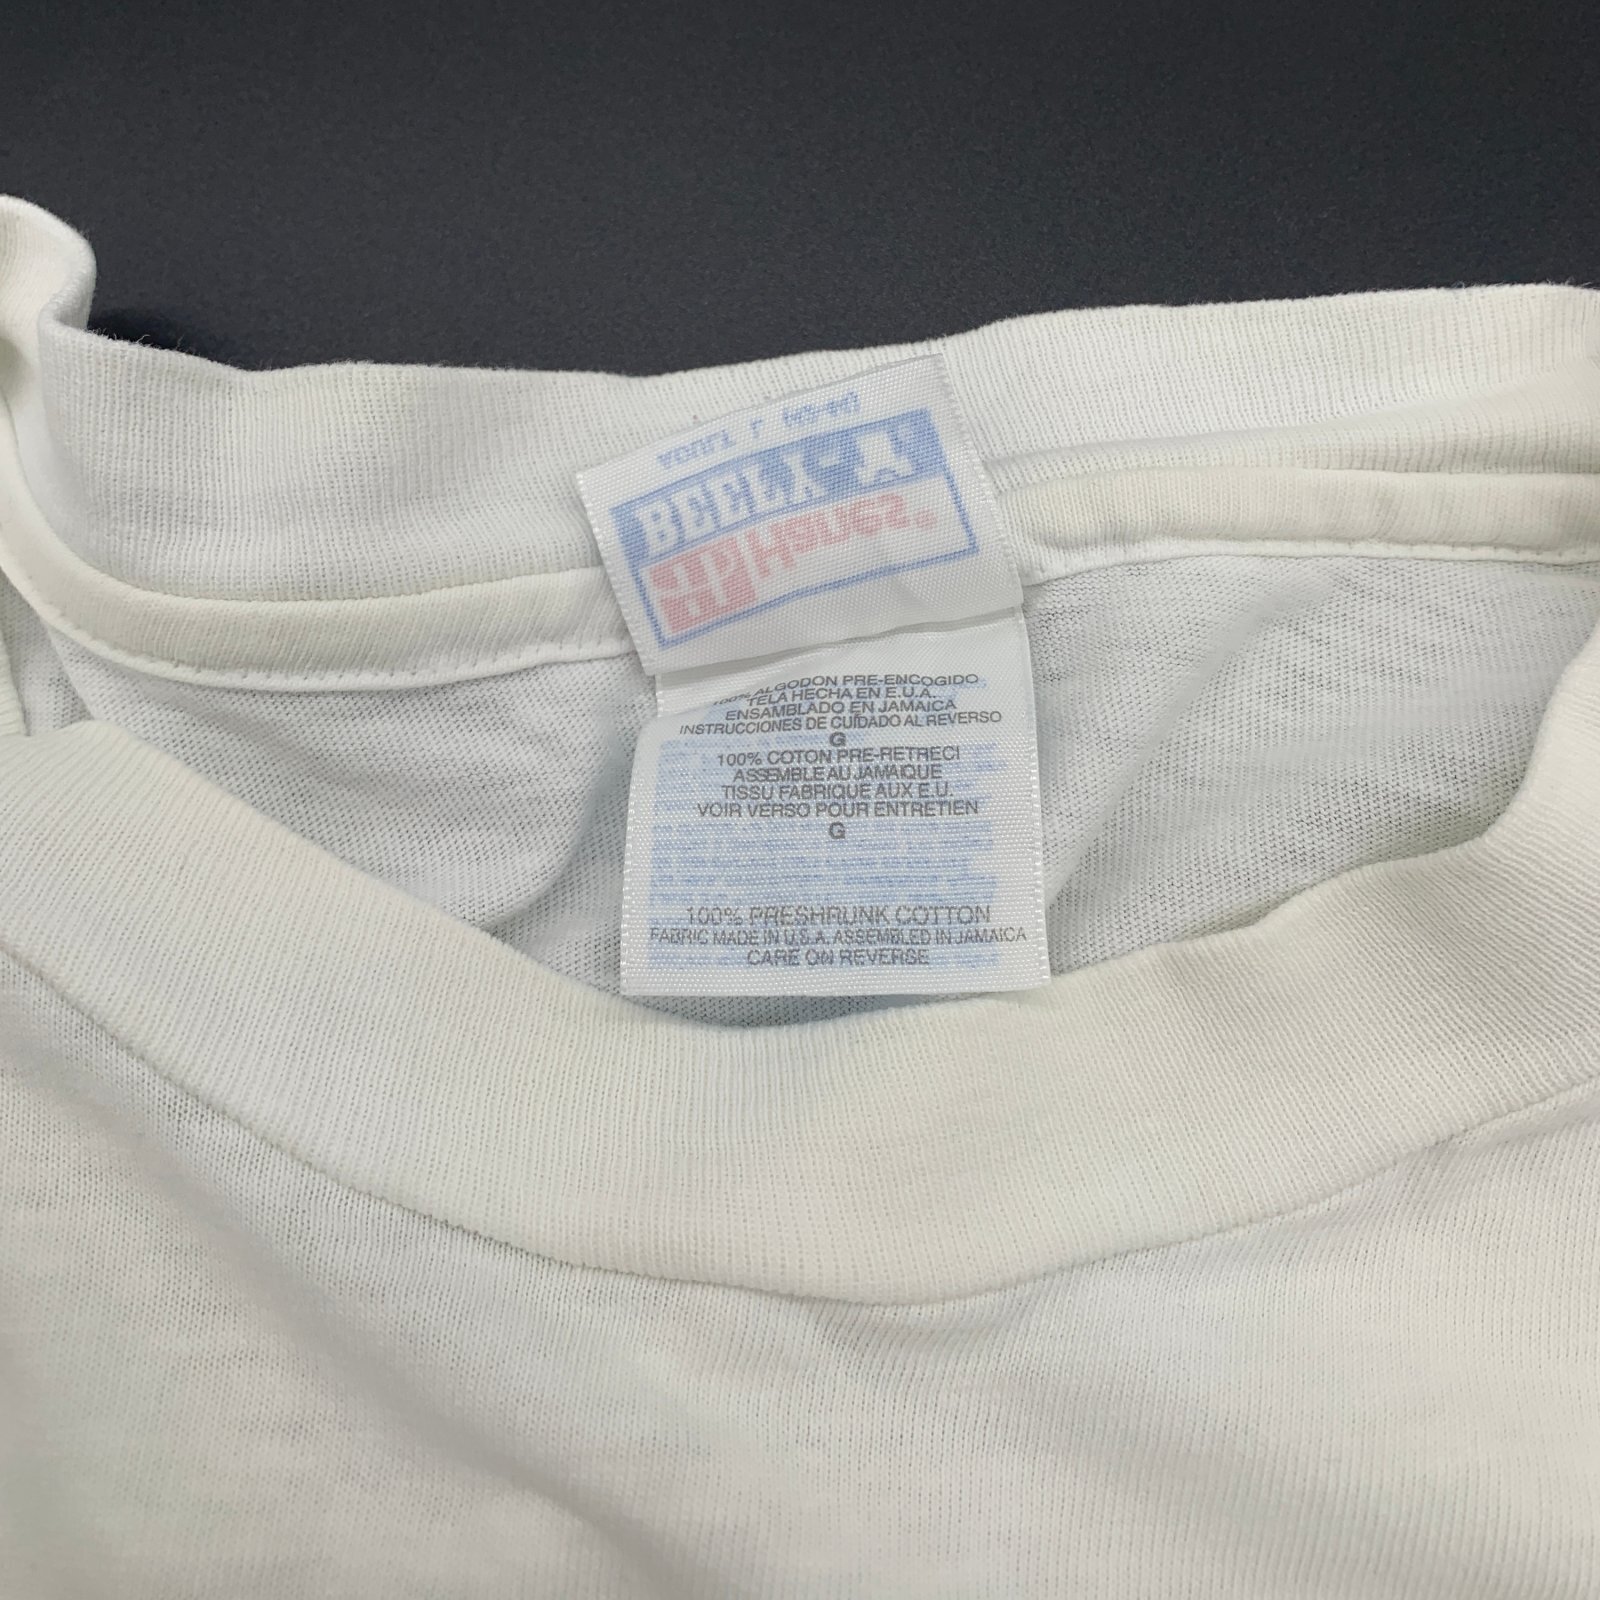 BEEFY-T
Hanes®
100% ALGODON PRE-ENCOGIDO
TELA HECHA EN E.U.A.
ENSAMBLADO EN JAMAICA
INSTRUCCIONES DE CUIDADO AL REVERSO
G
100% COTON PRE-RETRECI
ASSEMBLE AU JAMAIQUE
TISSU FABRIQUE AUX E.U.
VOIR VERSO POUR ENTRETIEN
G
100% PRESHRUNK COTTON
FABRIC MADE IN U.S.A. ASSEMBLED IN JAMAICA
CARE ON REVERSE